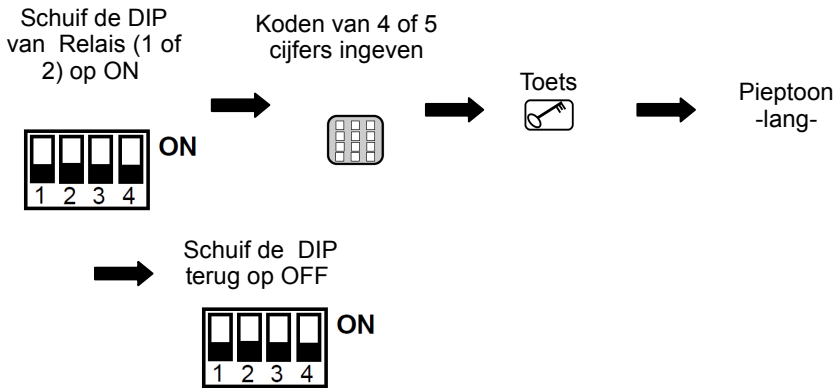 Schuif de DIP
van Relais (1 of
2) op ON
ON
1 2 3 4
Koden van 4 of 5
cijfers ingeven
Toets
Pieptoon
-lang-
Schuif de DIP
terug op OFF
ON
1 2 3 4